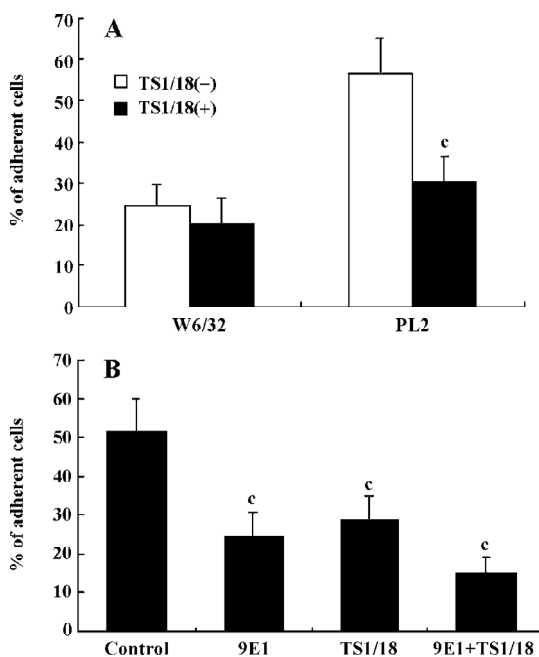 A
% of adherent cells
70
60
50
40
30
20
10
0
TS1/18(−)
TS1/18(+)
c
W6/32
PL2
B
% of adherent cells
70
60
50
40
30
20
10
0
c
c
c
Control
9E1
TS1/18
9E1+TS1/18